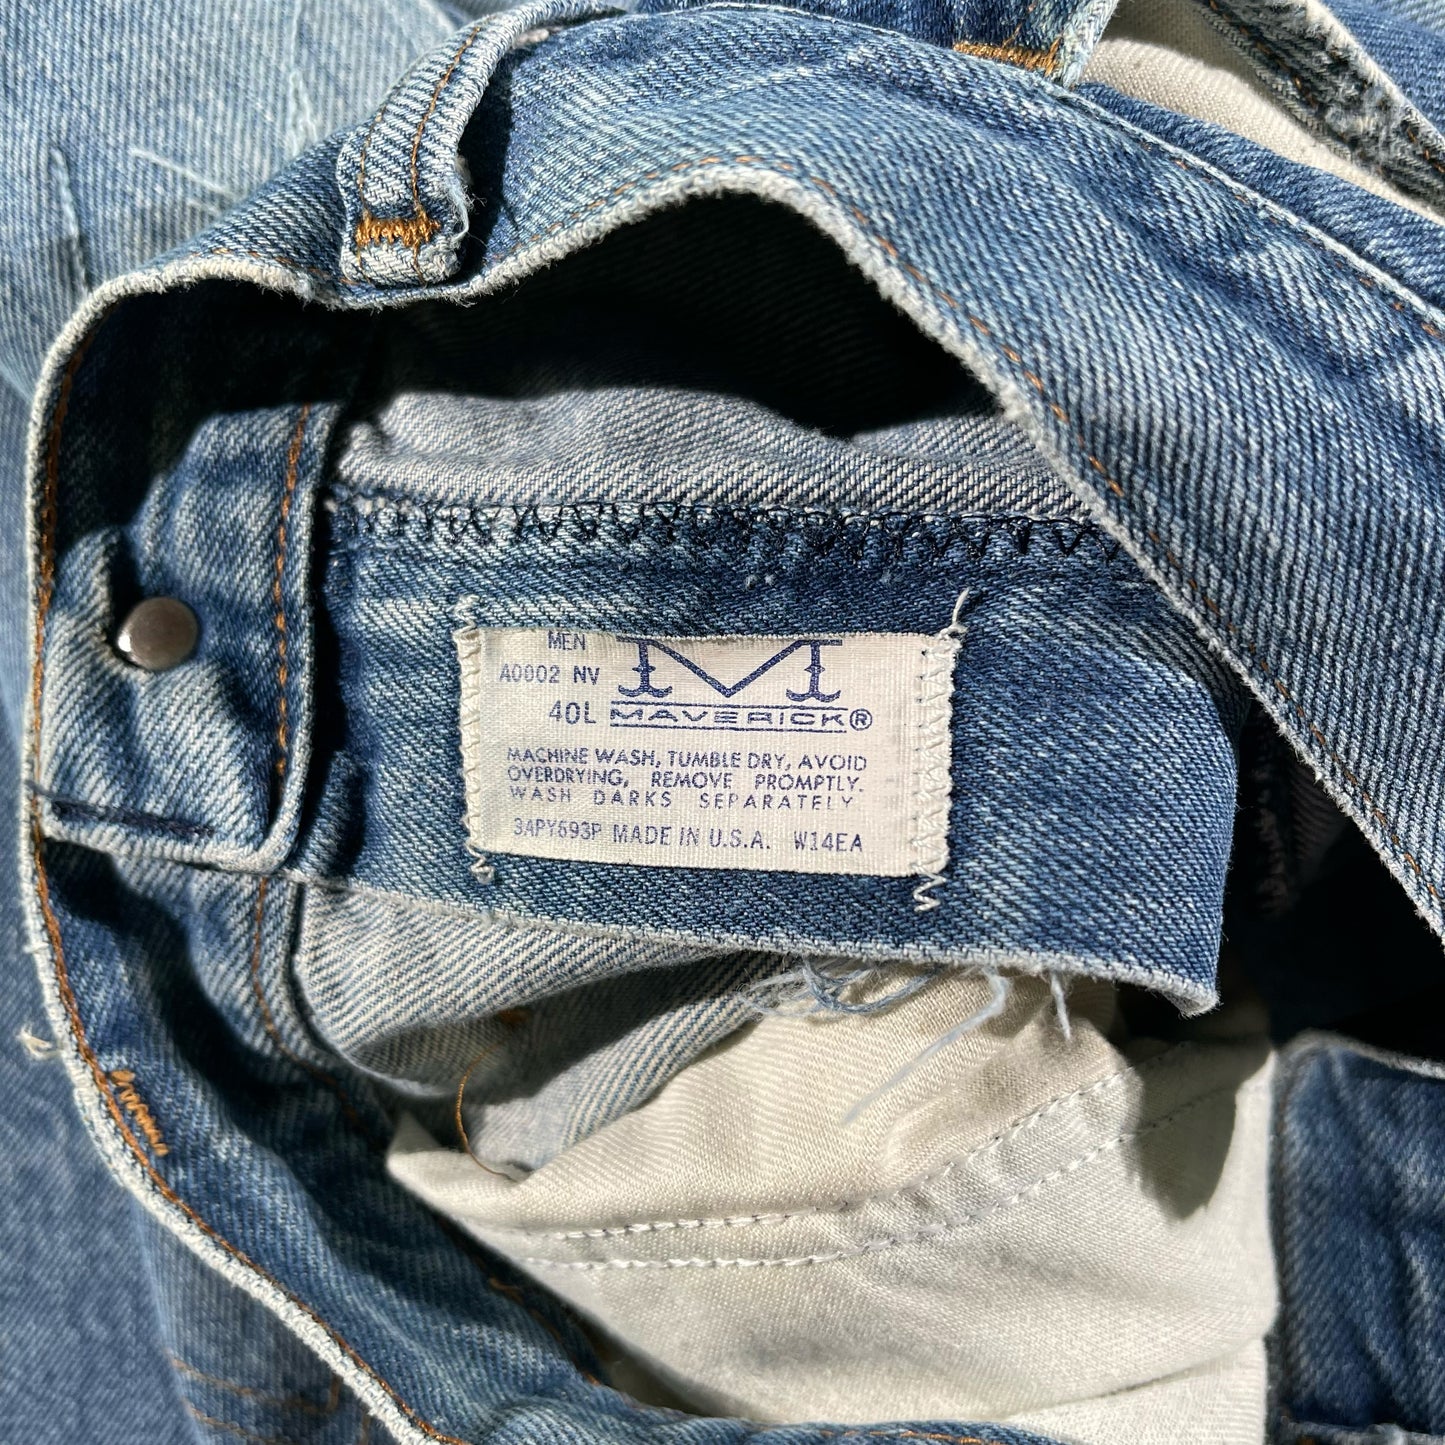 MEN
A0002 NV M
40L MAVERICK®
MACHINE WASH, TUMBLE DRY, AVOID
OVERDRYING, REMOVE PROMPTLY.
WASH DARKS SEPARATELY
34PY693P MADE IN U.S.A. W14EA